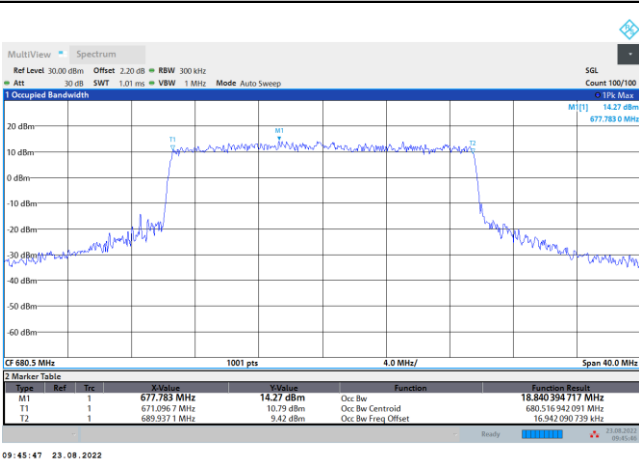 MultiView Spectrum
Ref Level 30.00 dBm Offset 2.20 dB RBW 300 kHz SGL
Att 30 dB SWT 1.01 ms VBW 1 MHz Mode Auto Sweep Count 100/100
1 Occupied Bandwidth 1Pk Max
M1[1] 14.27 dBm
677.783 0 MHz
20 dBm
T1 M1 T2
10 dBm
0 dBm
-10 dBm
-20 dBm
-30 dBm
-40 dBm
-50 dBm
-60 dBm
CF 680.5 MHz 1001 pts 4.0 MHz/ Span 40.0 MHz
2 Marker Table
Type Ref Trc X-Value Y-Value Function Function Result
M1 1 677.783 MHz 14.27 dBm Occ Bw 18.840 394 717 MHz
T1 1 671.096 7 MHz 10.79 dBm Occ Bw Centroid 680.516 942 091 MHz
T2 1 689.937 1 MHz 9.42 dBm Occ Bw Freq Offset 16.942 090 739 kHz
Ready 23.08.2022
09:45:46
09:45:47 23.08.2022